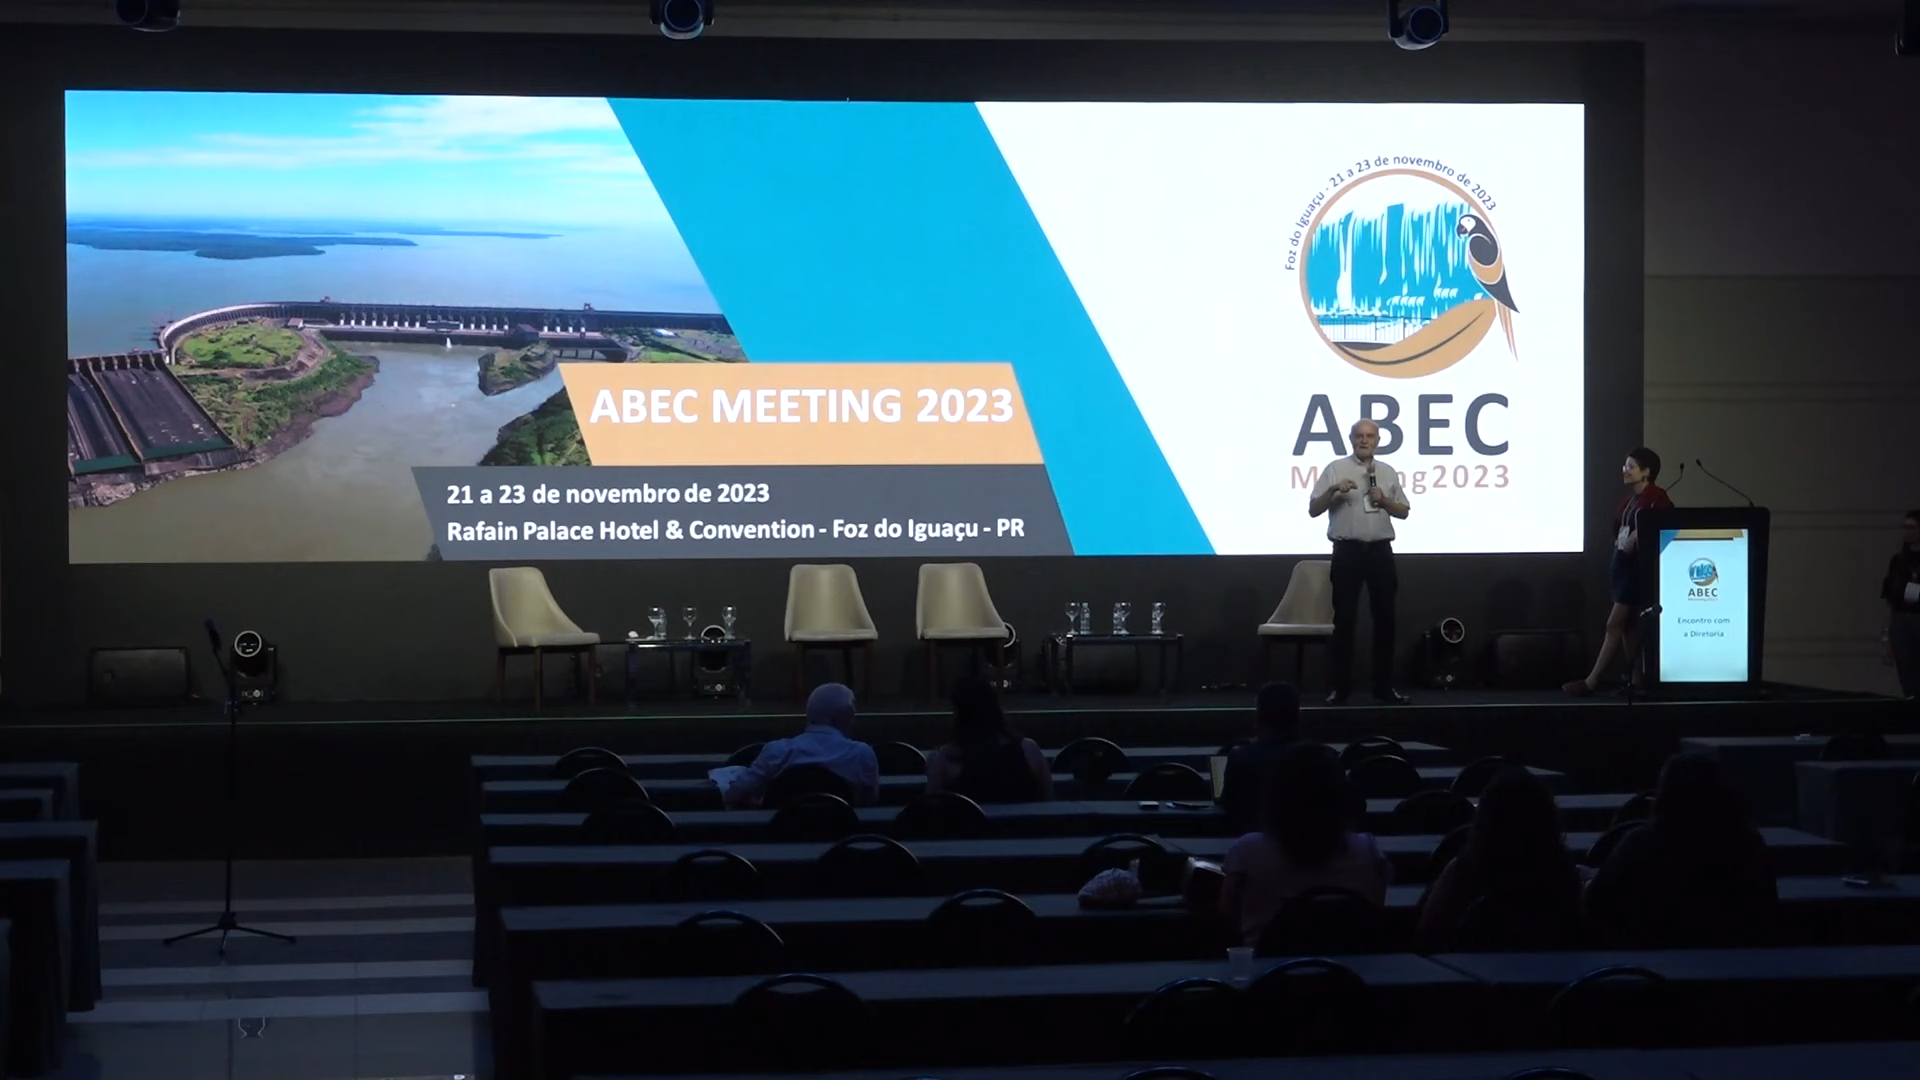 ABEC MEETING 2023
21 a 23 de novembro de 2023
Rafain Palace Hotel & Convention - Foz do Iguaçu - PR
Foz do Iguaçu - 21 a 23 de novembro de 2023
ABEC
ng2023
ABEC
Encontro com
a Diretoria